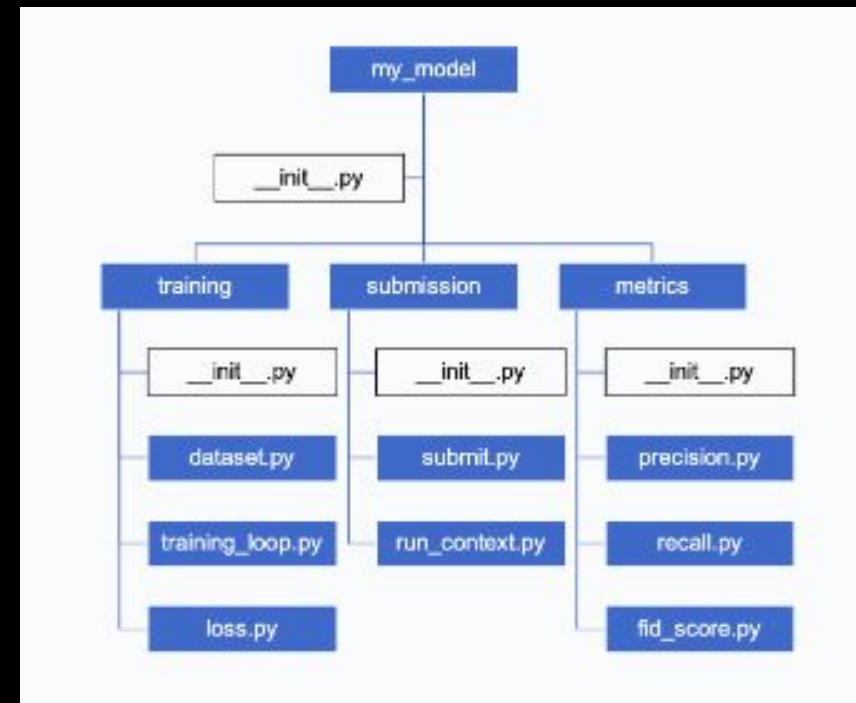 my_model
__init__.py
training
submission
metrics
__init__.py
__init__.py
__init__.py
dataset.py
submit.py
precision.py
training_loop.py
run_context.py
recall.py
loss.py
fid_score.py